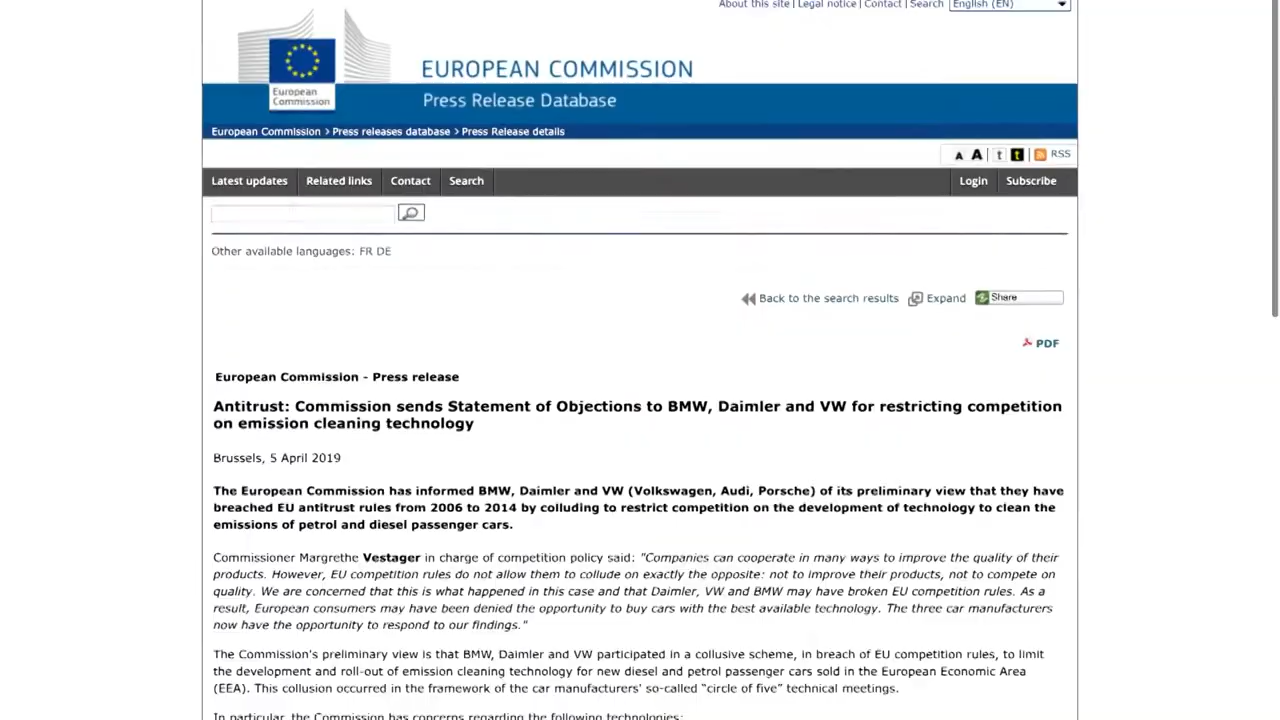 About this site | Legal notice | Contact | Search English (EN)
European
Commission
EUROPEAN COMMISSION
Press Release Database
European Commission > Press releases database > Press Release details
A A t t RSS
Latest updates Related links Contact Search Login Subscribe
Other available languages: FR DE
Back to the search results Expand Share
PDF
European Commission - Press release
Antitrust: Commission sends Statement of Objections to BMW, Daimler and VW for restricting competition
on emission cleaning technology
Brussels, 5 April 2019
The European Commission has informed BMW, Daimler and VW (Volkswagen, Audi, Porsche) of its preliminary view that they have
breached EU antitrust rules from 2006 to 2014 by colluding to restrict competition on the development of technology to clean the
emissions of petrol and diesel passenger cars.
Commissioner Margrethe Vestager in charge of competition policy said: "Companies can cooperate in many ways to improve the quality of their
products. However, EU competition rules do not allow them to collude on exactly the opposite: not to improve their products, not to compete on
quality. We are concerned that this is what happened in this case and that Daimler, VW and BMW may have broken EU competition rules. As a
result, European consumers may have been denied the opportunity to buy cars with the best available technology. The three car manufacturers
now have the opportunity to respond to our findings."
The Commission's preliminary view is that BMW, Daimler and VW participated in a collusive scheme, in breach of EU competition rules, to limit
the development and roll-out of emission cleaning technology for new diesel and petrol passenger cars sold in the European Economic Area
(EEA). This collusion occurred in the framework of the car manufacturers' so-called “circle of five” technical meetings.
In particular, the Commission has concerns regarding the following technologies: